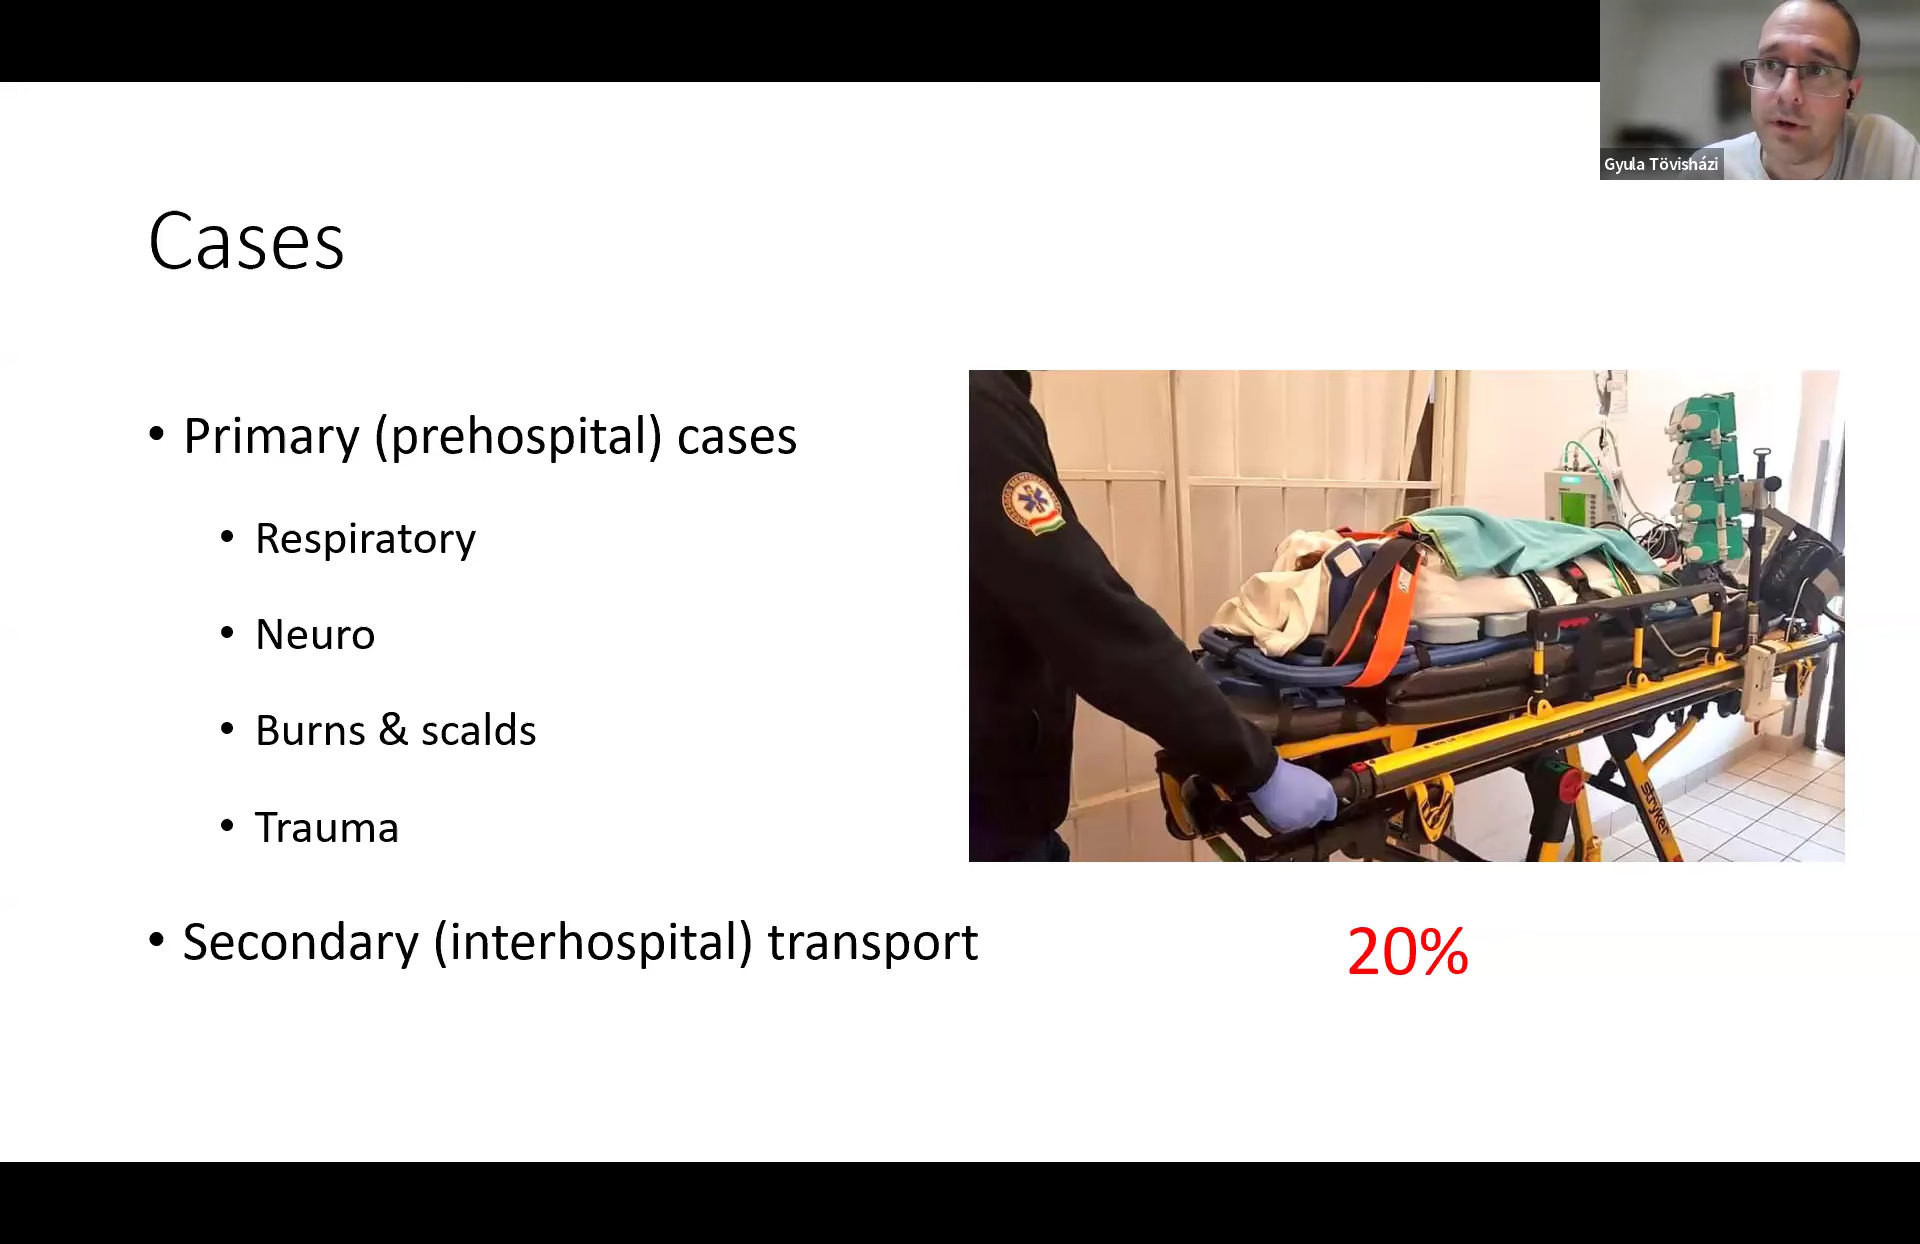 Gyula Tövisházi
Cases
• Primary (prehospital) cases
• Respiratory
• Neuro
• Burns & scalds
• Trauma
• Secondary (interhospital) transport
20%
stryker